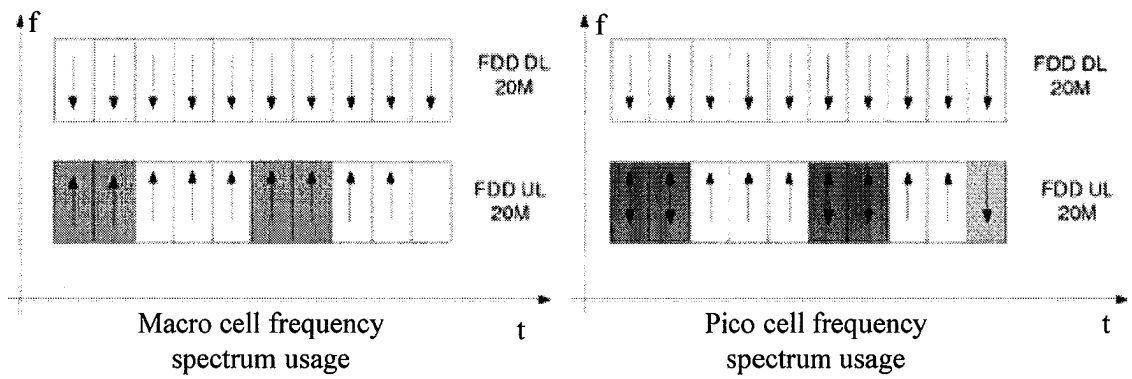 f
FDD DL
20M
FDD UL
20M
Macro cell frequency
spectrum usage
t
f
FDD DL
20M
FDD UL
20M
Pico cell frequency
spectrum usage
t